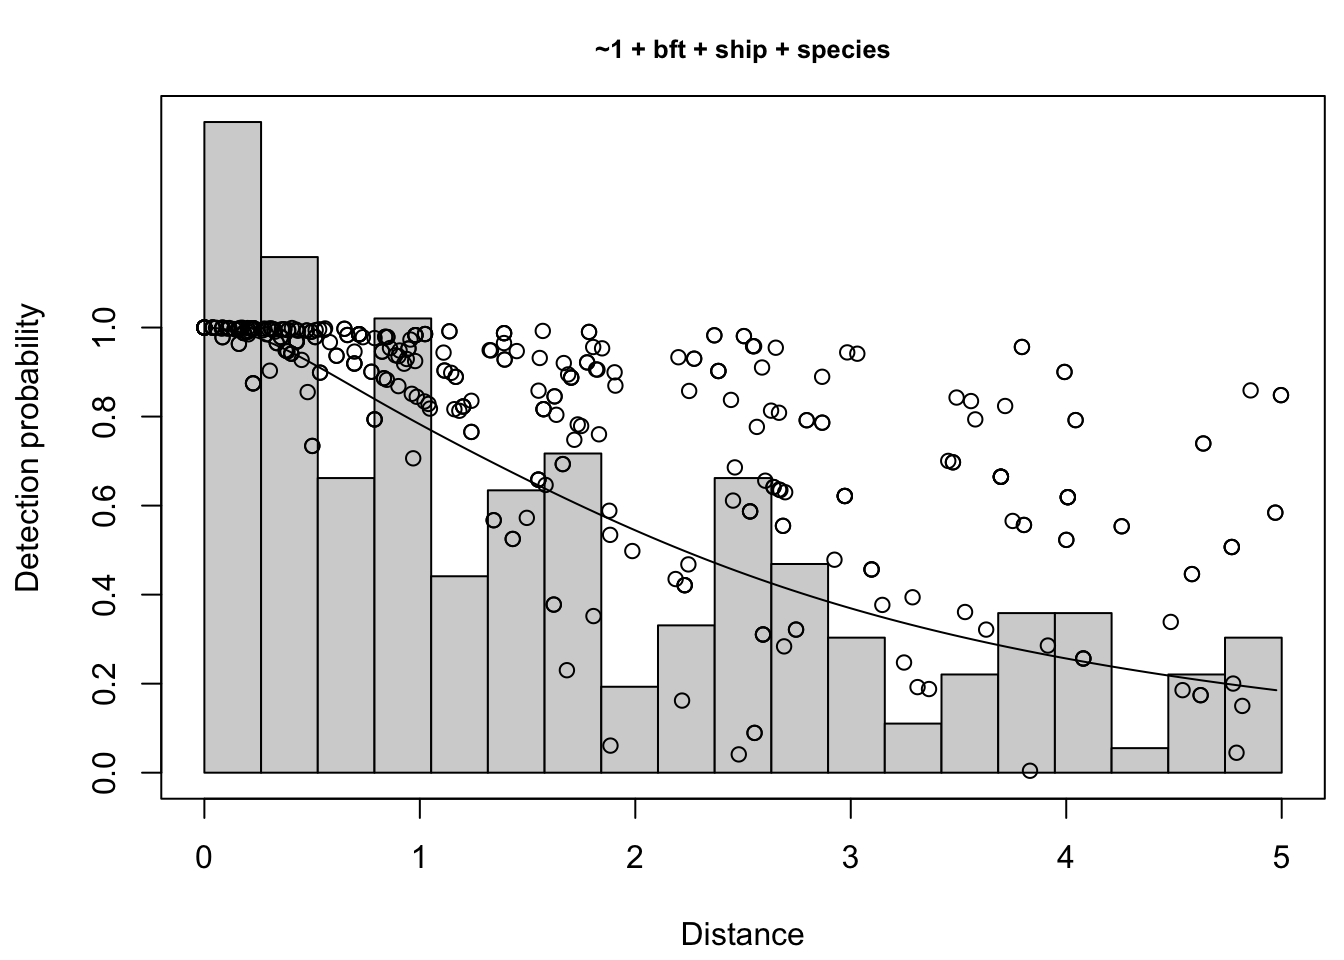 ~1 + bft + ship + species
Detection probability
1.0
0.8
0.6
0.4
0.2
0.0
0 1 2 3 4 5
Distance